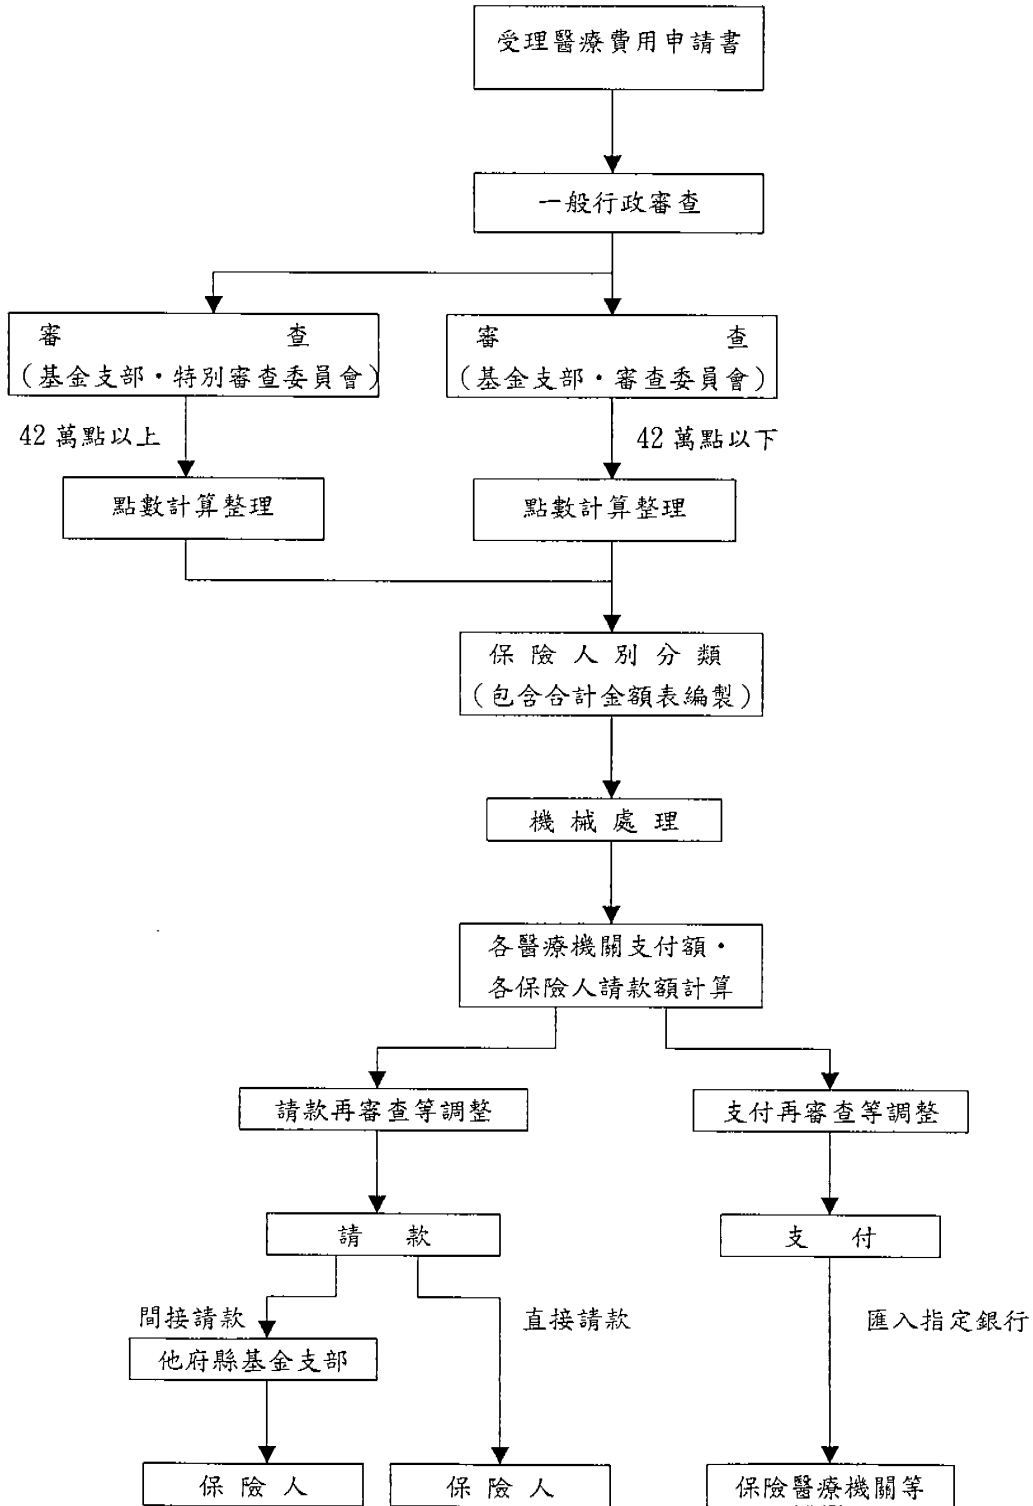 受理醫療費用申請書
一般行政審查
審 查
(基金支部・特別審查委員會)
審 查
(基金支部・審查委員會)
42 萬點以上
42 萬點以下
點數計算整理
點數計算整理
保險人別分類
(包含合計金額表編製)
機械處理
各醫療機關支付額・
各保險人請款額計算
請款再審查等調整
支付再審查等調整
請 款
支 付
間接請款
直接請款
匯入指定銀行
他府縣基金支部
保險人
保險人
保險醫療機關等